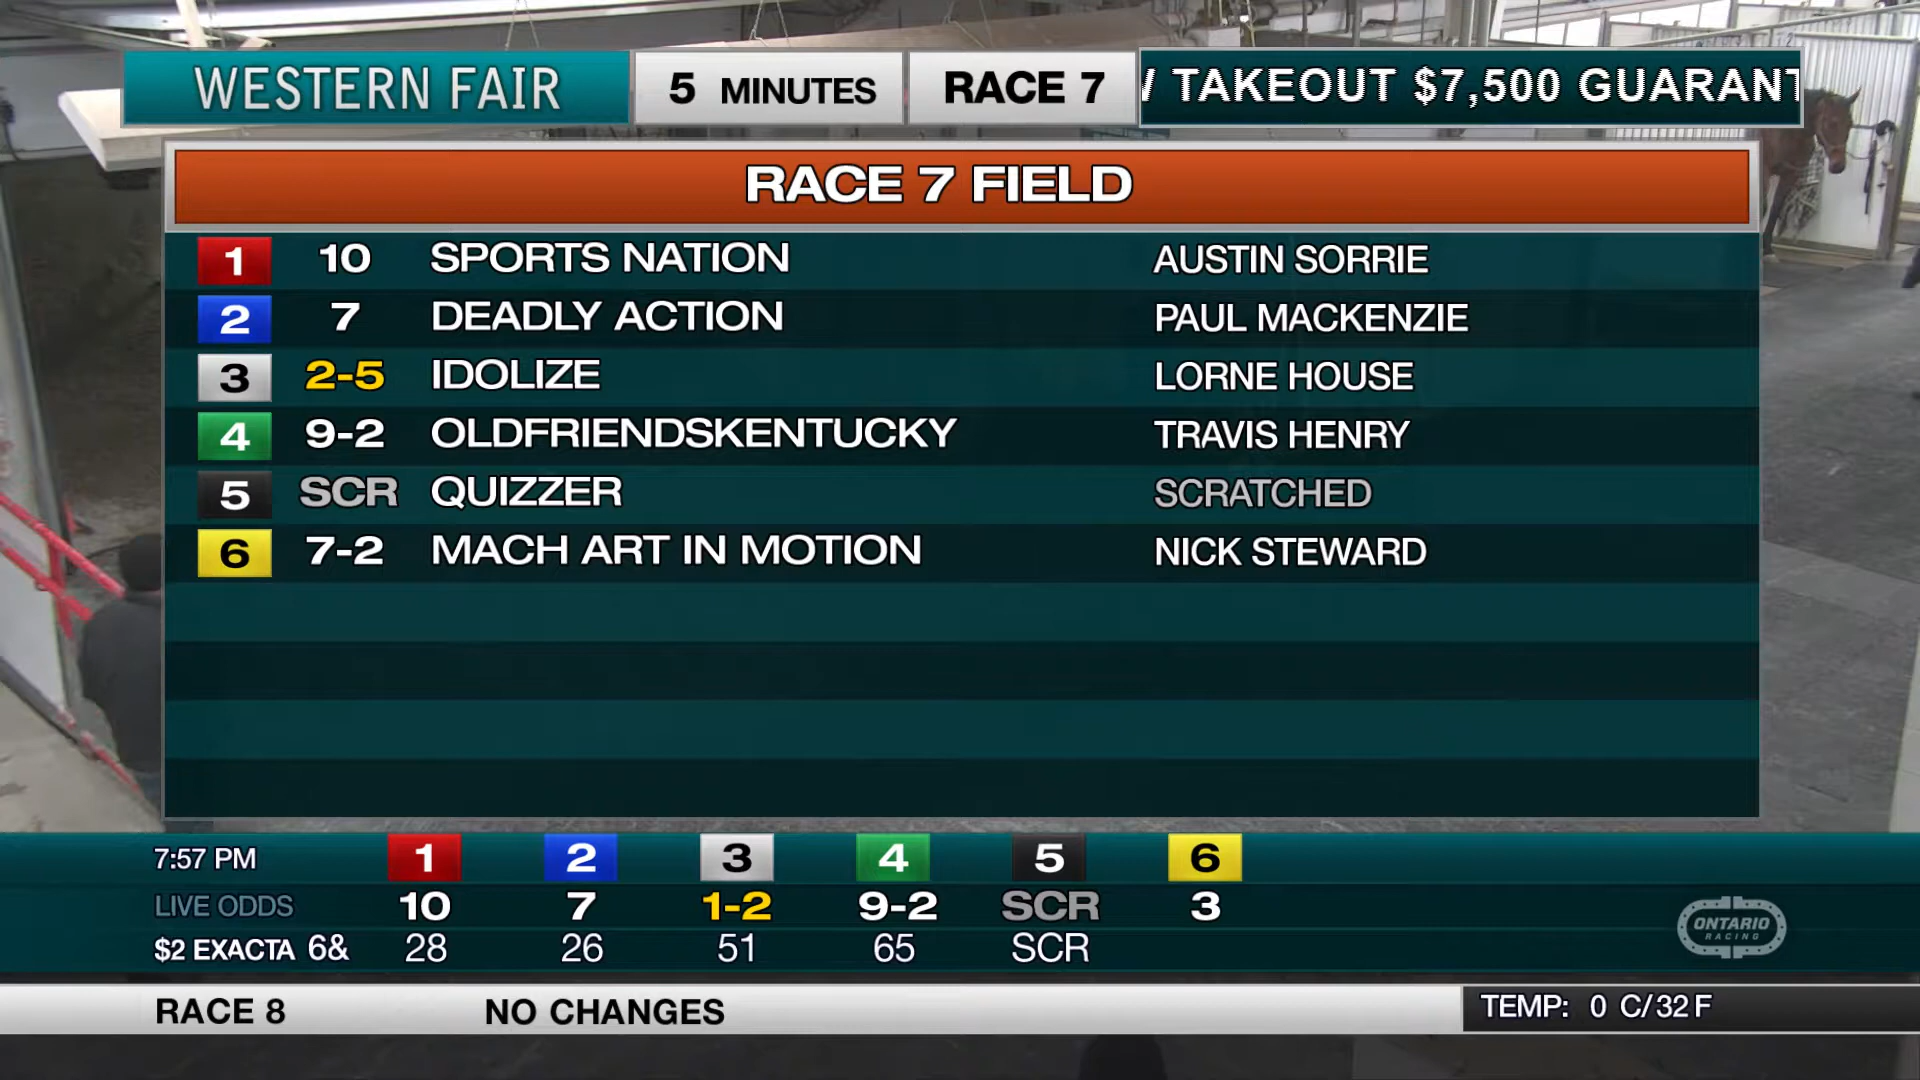 WESTERN FAIR 5 MINUTES RACE 7 TAKEOUT $7,500
RACE 7 FIELD
1 10 SPORTS NATION AUSTIN SORRIE
2 7 DEADLY ACTION PAUL MACKENZIE
3 2-5 IDOLIZE LORNE HOUSE
4 9-2 OLDFRIENDSKENTUCKY TRAVIS HENRY
5 SCR QUIZZER SCRATCHED
6 7-2 MACH ART IN MOTION NICK STEWARD
7:57 PM 1 2 3 4 5 6
LIVE ODDS 10 7 1-2 9-2 SCR 3
$2 EXACTA 6& 28 26 51 65 SCR
ONTARIO
RACING
RACE 8 NO CHANGES TEMP: 0 C/32 F